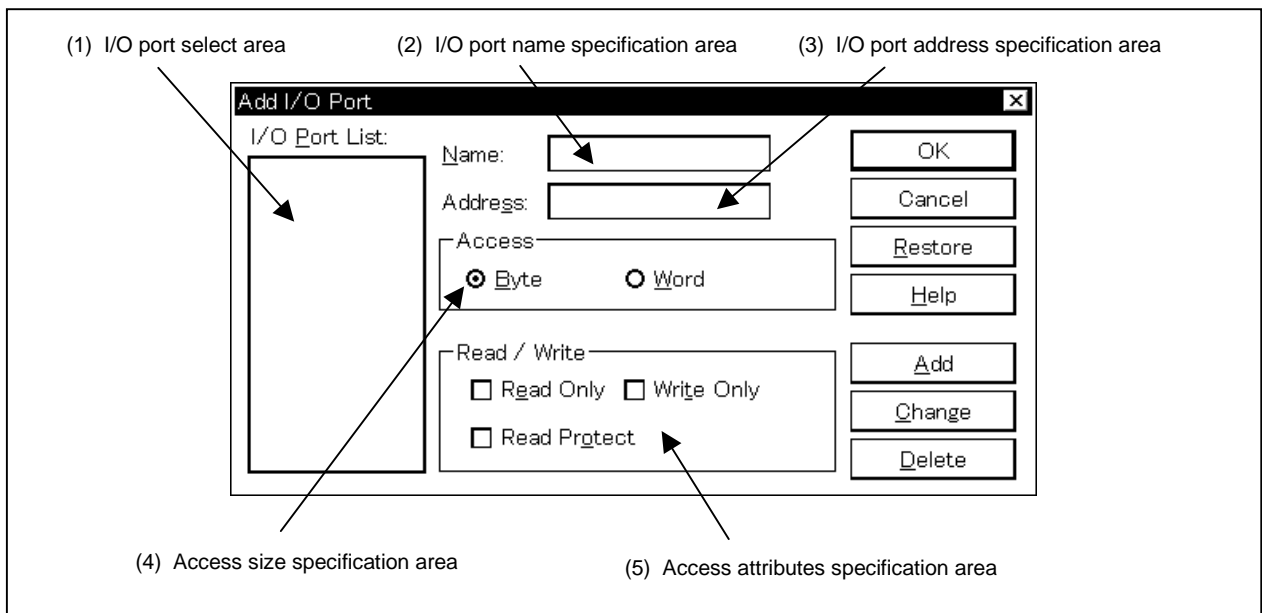 (1) I/O port select area
(2) I/O port name specification area
(3) I/O port address specification area
Add I/O Port
I/O Port List:
Name:
Address:
Access
Byte
Word
Read / Write
Read Only
Write Only
Read Protect
OK
Cancel
Restore
Help
Add
Change
Delete
(4) Access size specification area
(5) Access attributes specification area